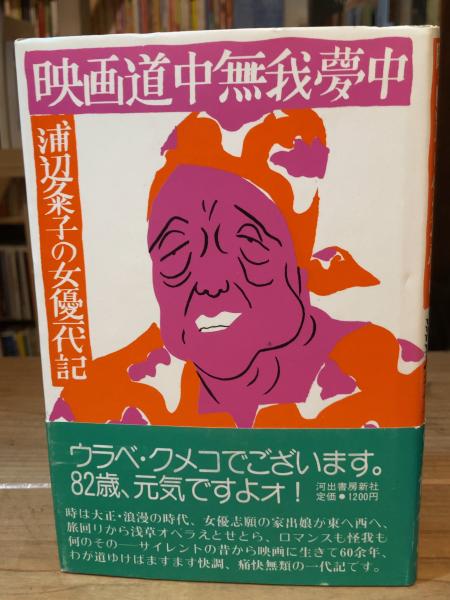 映画道中無我夢中
浦辺粂子の女優一代記
ウラベ・クメコでございます。
82歳、元気ですよオ！
河出書房新社
定価●1200円
時は大正・浪漫の時代、女優志願の家出娘が東へ西へ、
旅回りから浅草オペラえとせとら、ロマンスも怪我も
何のその──サイレントの昔から映画に生きて60余年、
わが道ゆけばますます快調、痛快無類の一代記です。